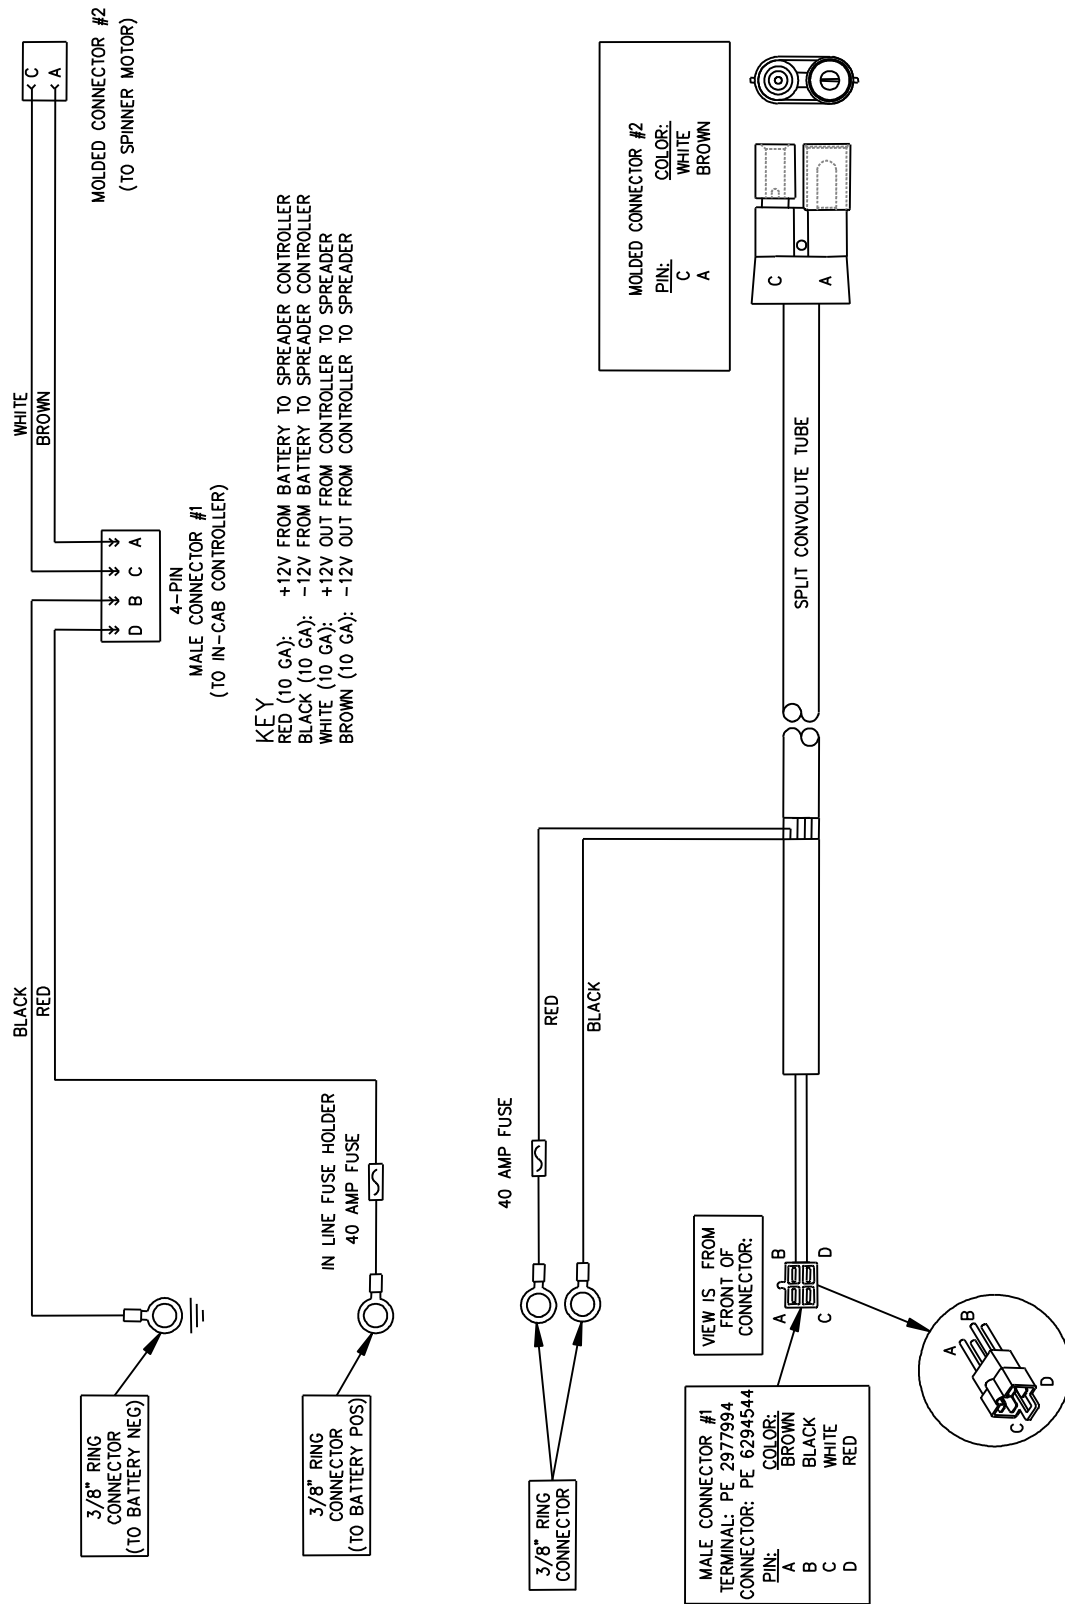 3/8" RING
CONNECTOR
(TO BATTERY NEG)
BLACK
RED
WHITE
BROWN
C
A
MOLDED CONNECTOR #2
(TO SPINNER MOTOR)
D
B
C
A
4-PIN
MALE CONNECTOR #1
(TO IN-CAB CONTROLLER)
3/8" RING
CONNECTOR
(TO BATTERY POS)
IN LINE FUSE HOLDER
40 AMP FUSE
KEY
RED (10 GA): +12V FROM BATTERY TO SPREADER CONTROLLER
BLACK (10 GA): -12V FROM BATTERY TO SPREADER CONTROLLER
WHITE (10 GA): +12V OUT FROM CONTROLLER TO SPREADER
BROWN (10 GA): -12V OUT FROM CONTROLLER TO SPREADER
3/8" RING
CONNECTOR
40 AMP FUSE
RED
BLACK
MOLDED CONNECTOR #2
PIN: COLOR:
C WHITE
A BROWN
MALE CONNECTOR #1
TERMINAL: PE 2977994
CONNECTOR: PE 6294544
PIN: COLOR:
A BROWN
B BLACK
C WHITE
D RED
VIEW IS FROM
FRONT OF
CONNECTOR:
A
B
C
D
SPLIT CONVOLUTE TUBE
C
A
A
B
C
D